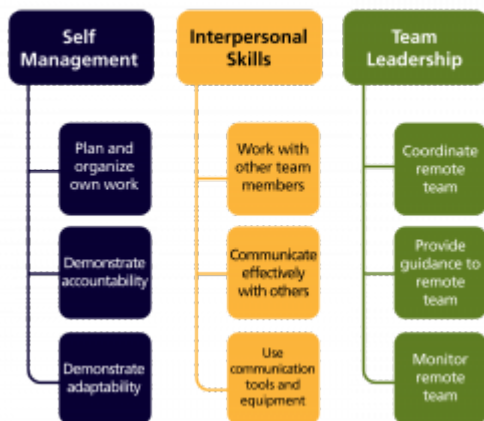 Self
Management
Plan and
organize
own work
Demonstrate
accountability
Demonstrate
adaptability
Interpersonal
Skills
Work with
other team
members
Communicate
effectively
with others
Use
communication
tools and
equipment
Team
Leadership
Coordinate
remote
team
Provide
guidance to
remote
team
Monitor
remote
team